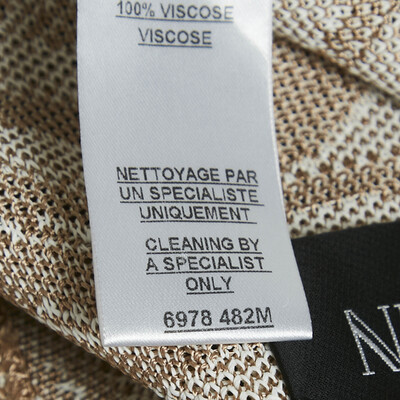 100% VISCOSE
VISCOSE
NETTOYAGE PAR
UN SPECIALISTE
UNIQUEMENT
CLEANING BY
A SPECIALIST
ONLY
6978 482M